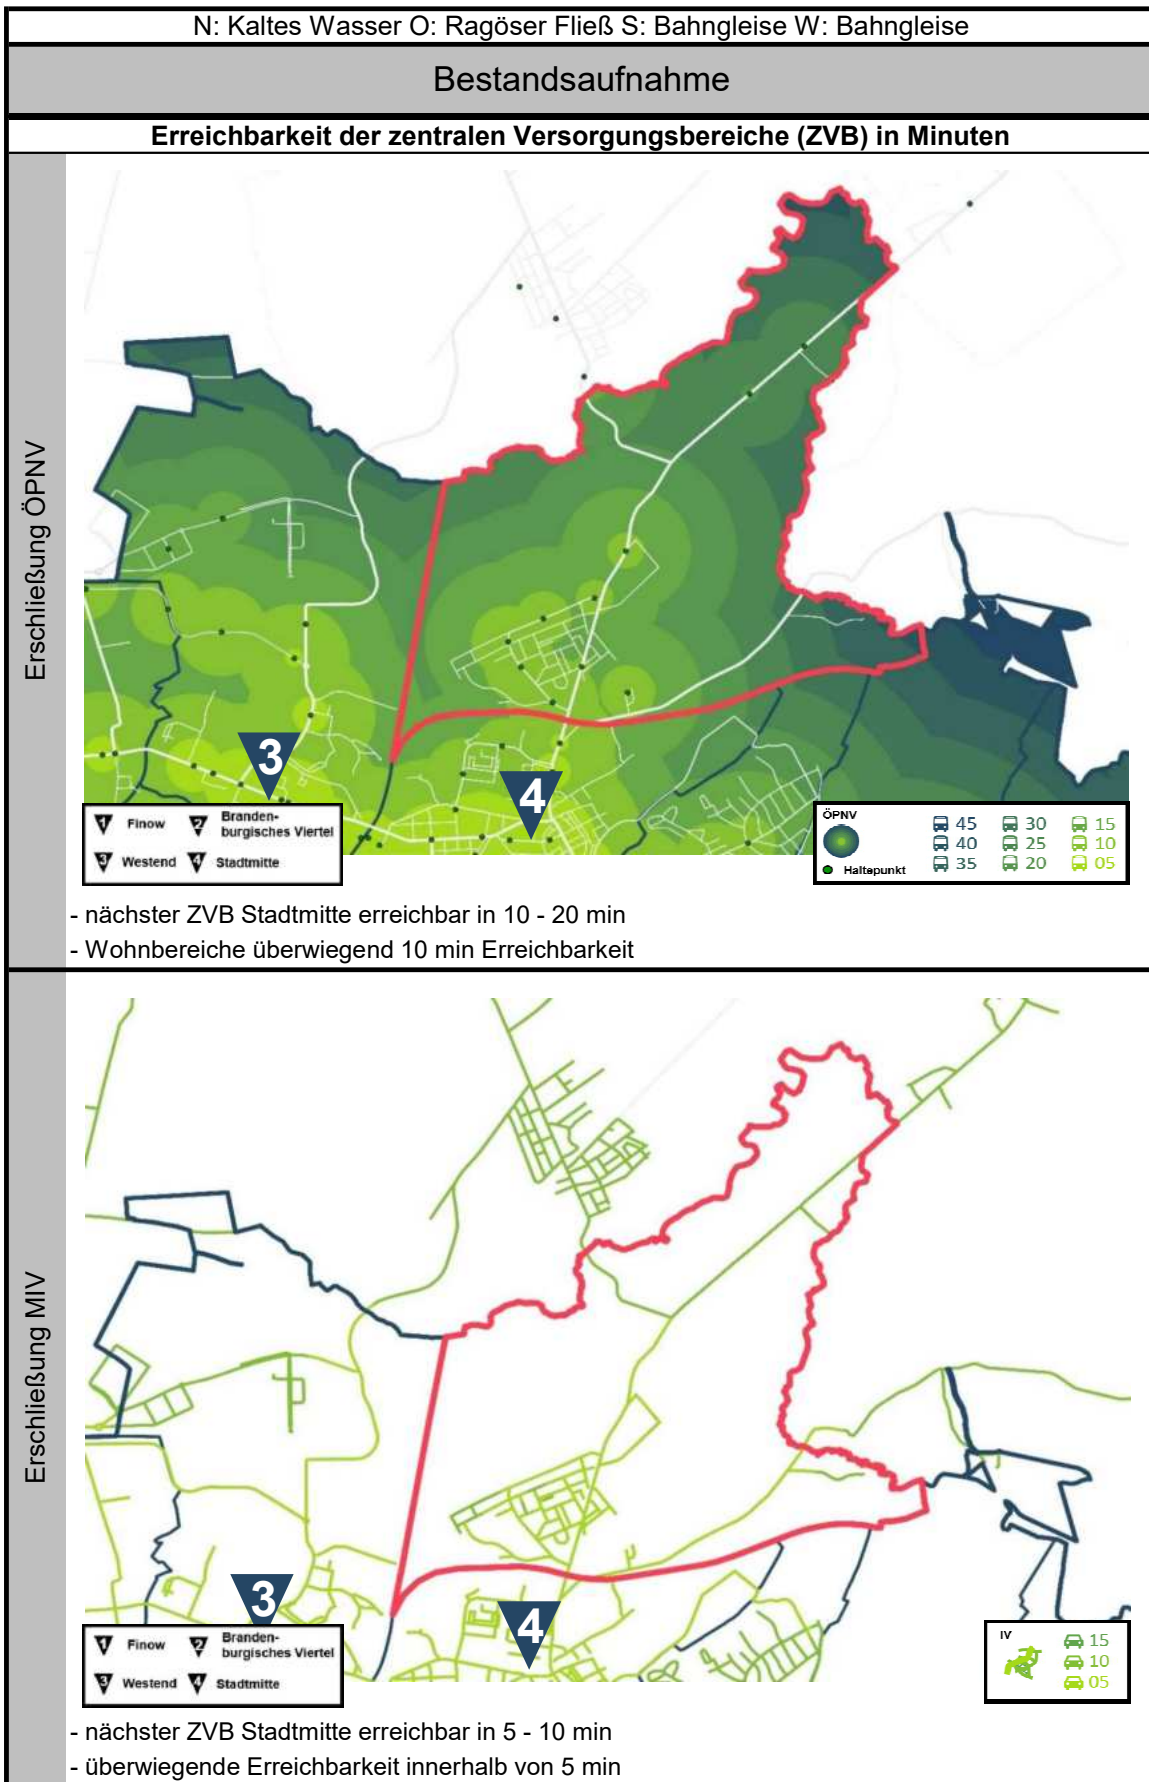 N: Kaltes Wasser O: Ragöser Fließ S: Bahngleise W: Bahngleise
Bestandsaufnahme
Erreichbarkeit der zentralen Versorgungsbereiche (ZVB) in Minuten
Erschließung ÖPNV
3
4
1 Finow 2 Branden-
burgisches Viertel
3 Westend 4 Stadtmitte
ÖPNV
45 30 15
40 25 10
35 20 05
Haltepunkt
- nächster ZVB Stadtmitte erreichbar in 10 - 20 min
- Wohnbereiche überwiegend 10 min Erreichbarkeit
Erschließung MIV
3
4
1 Finow 2 Branden-
burgisches Viertel
3 Westend 4 Stadtmitte
IV
15
10
05
- nächster ZVB Stadtmitte erreichbar in 5 - 10 min
- überwiegende Erreichbarkeit innerhalb von 5 min